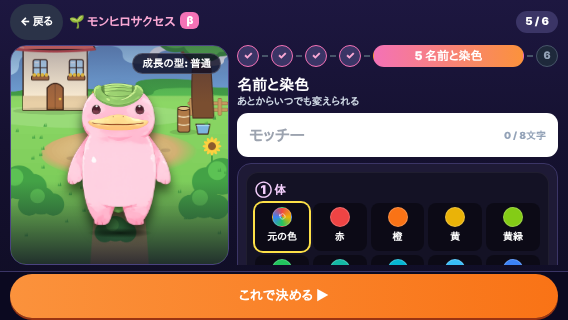 ← 戻る
🌱 モンヒロサクセス β
5 / 6
成長の型: 普通
5 名前と染色
6
名前と染色
あとからいつでも変えられる
モッチー
0 / 8文字
① 体
元の色
赤
橙
黄
黄緑
これで決める ▶